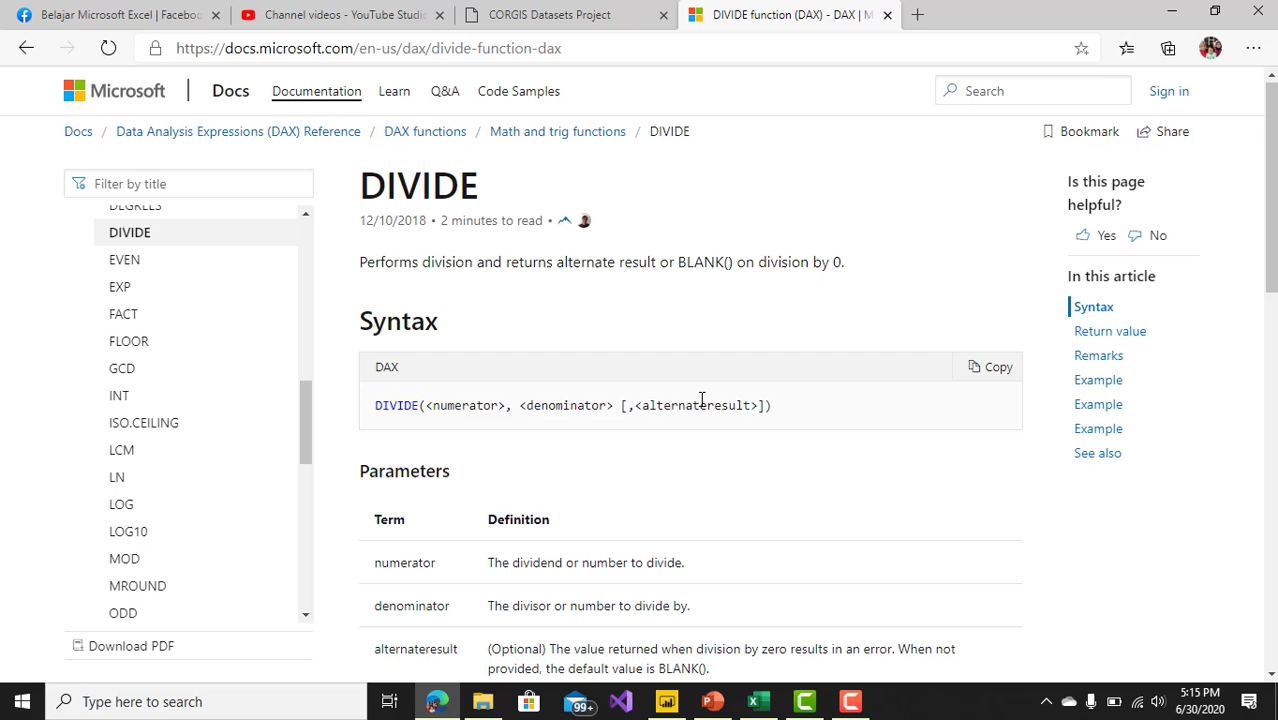 Belajar Microsoft Excel | Facebo
Channel videos - YouTube Studi
CORGIS Datasets Project
DIVIDE function (DAX) - DAX | M
https://docs.microsoft.com/en-us/dax/divide-function-dax
Microsoft
Docs
Documentation
Learn
Q&A
Code Samples
Search
Sign in
Docs / Data Analysis Expressions (DAX) Reference / DAX functions / Math and trig functions / DIVIDE
Bookmark
Share
Filter by title
DEGREES
DIVIDE
EVEN
EXP
FACT
FLOOR
GCD
INT
ISO.CEILING
LCM
LN
LOG
LOG10
MOD
MROUND
ODD
Download PDF
DIVIDE
12/10/2018 • 2 minutes to read •
Performs division and returns alternate result or BLANK() on division by 0.
Syntax
DAX
Copy
DIVIDE(<numerator>, <denominator> [,<alternateresult>])
Parameters
Term Definition
numerator The dividend or number to divide.
denominator The divisor or number to divide by.
alternateresult (Optional) The value returned when division by zero results in an error. When not
provided, the default value is BLANK().
Is this page
helpful?
Yes No
In this article
Syntax
Return value
Remarks
Example
Example
Example
See also
Type here to search
99+
5:15 PM
6/30/2020